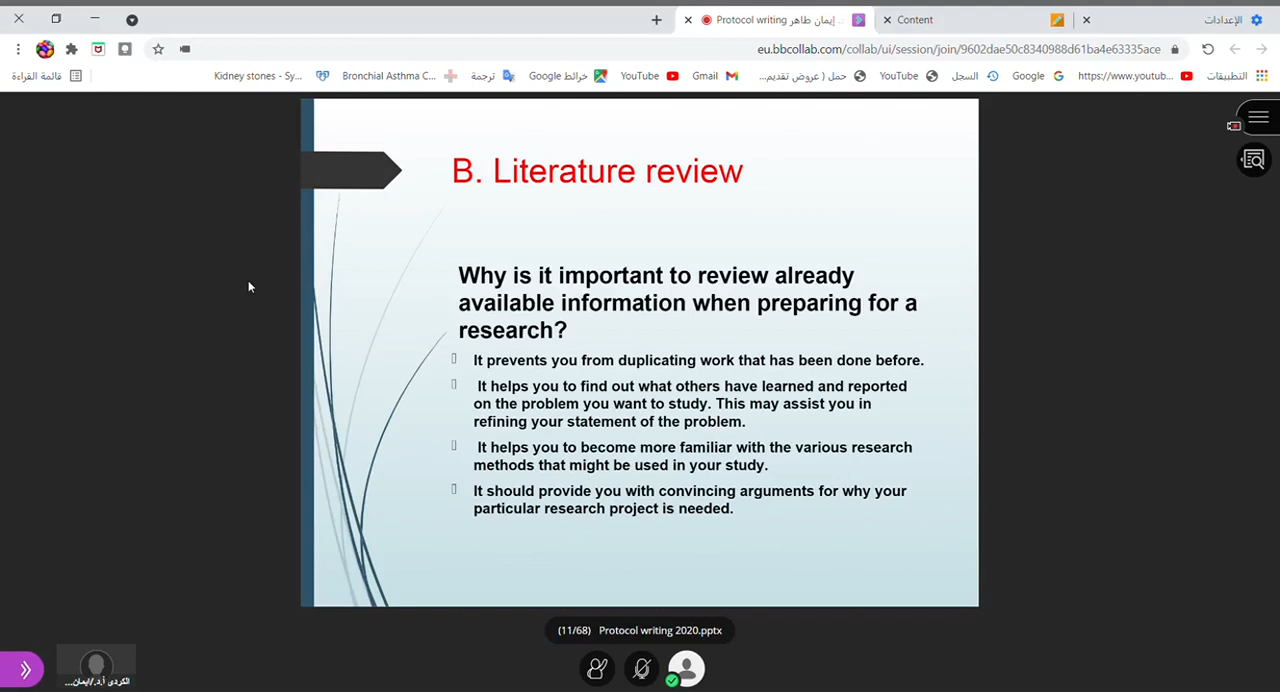 Protocol writing إيمان طاهر ...
Content
الإعدادات
eu.bbcollab.com/collab/ui/session/join/9602dae50c8340988d61ba4e63335ace
قائمة القراءة
Kidney stones - Sy...
Bronchial Asthma C...
ترجمة
خرائط Google
YouTube
Gmail
حمل ( عروض تقديم...
YouTube
السجل
Google
https://www.youtub...
التطبيقات
B. Literature review
Why is it important to review already
available information when preparing for a
research?
It prevents you from duplicating work that has been done before.
It helps you to find out what others have learned and reported
on the problem you want to study. This may assist you in
refining your statement of the problem.
It helps you to become more familiar with the various research
methods that might be used in your study.
It should provide you with convincing arguments for why your
particular research project is needed.
(11/68) Protocol writing 2020.pptx
الكردى أ.د./ايمان...